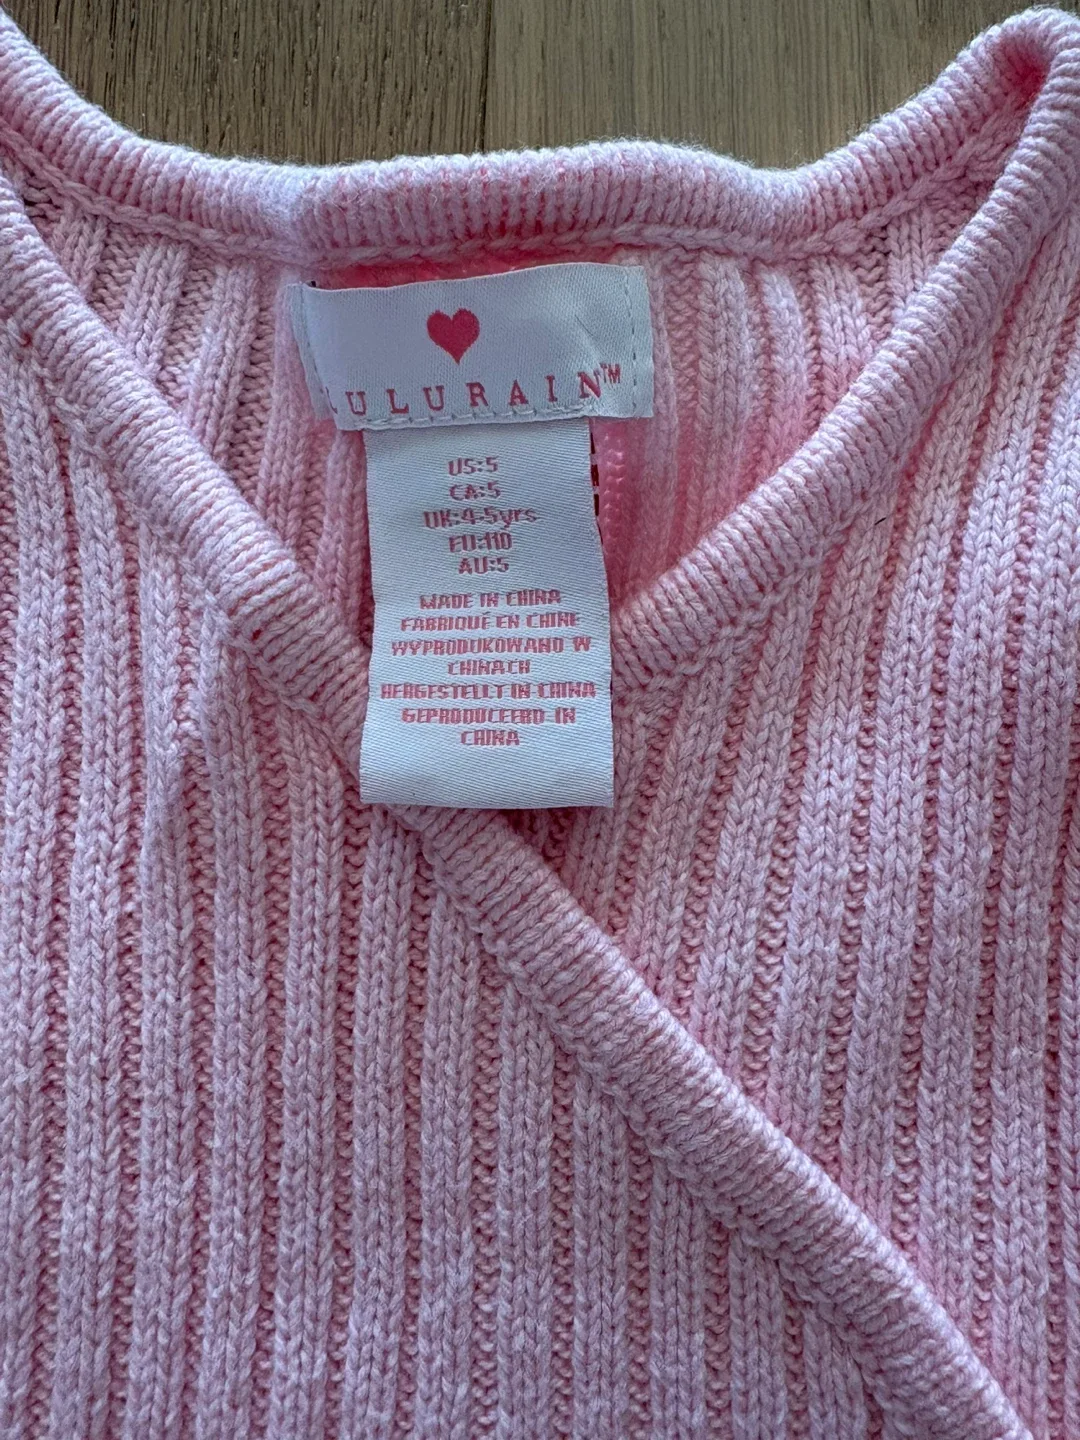 LULURAIN™
US:5
CA:5
UK:4-5yrs
EU:110
AU:5
MADE IN CHINA
FABRIQUÉ EN CHINE
WYPRODUKOWANO W
CHINACH
HERGESTELLT IN CHINA
GEPRODUCEERD IN
CHINA